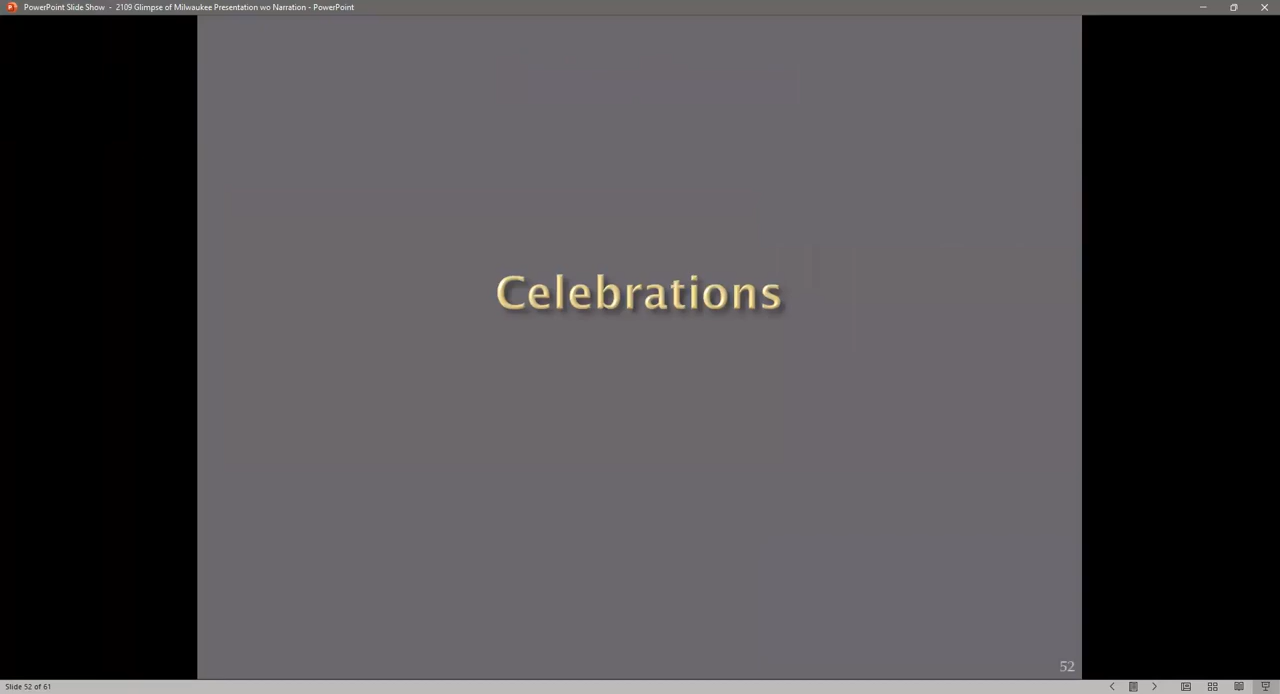 PowerPoint Slide Show - 2109 Glimpse of Milwaukee Presentation wo Narration - PowerPoint
Celebrations
52
Slide 52 of 61